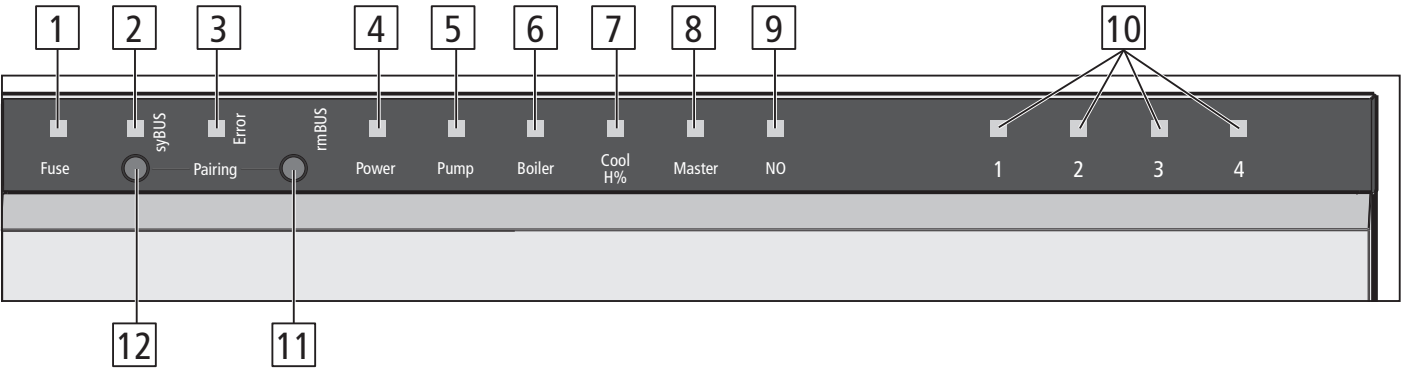 1 2 3 4 5 6 7 8 9 10
syBUS Error rmBUS
Fuse Pairing Power Pump Boiler Cool Master NO 1 2 3 4
H%
12 11